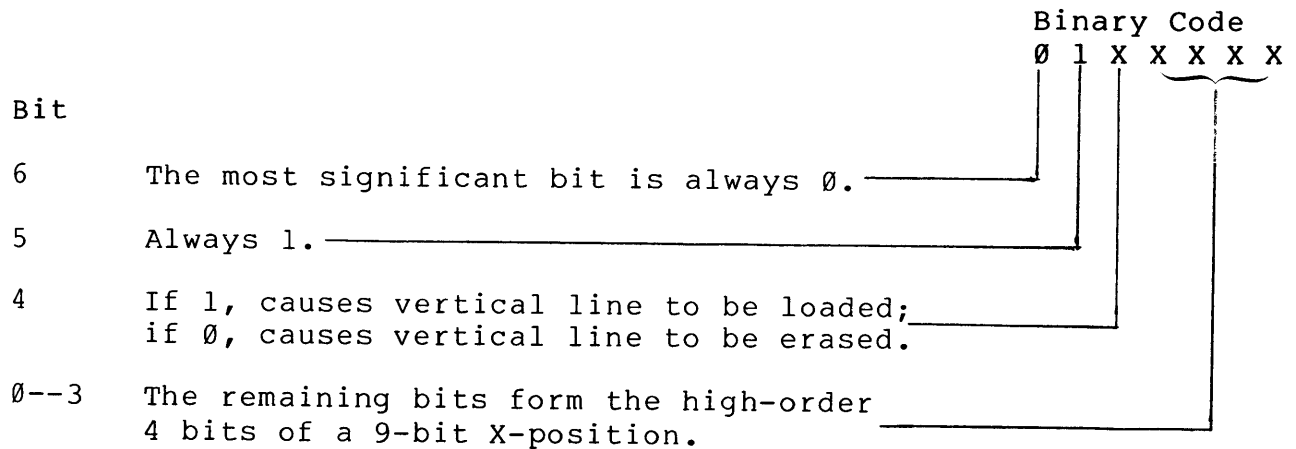 Binary Code
Ø 1 X X X X X
Bit
6 The most significant bit is always Ø.
5 Always 1.
4 If 1, causes vertical line to be loaded;
if Ø, causes vertical line to be erased.
Ø--3 The remaining bits form the high-order
4 bits of a 9-bit X-position.